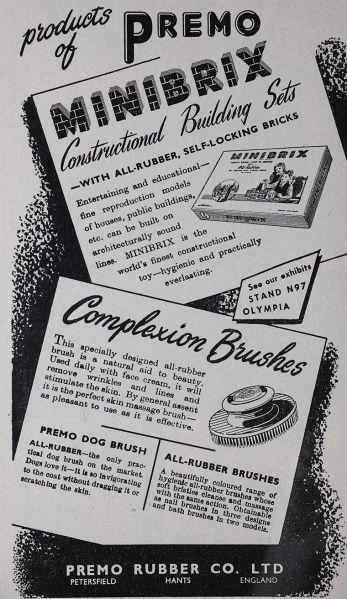 products
of
PREMO
MINIBRIX
Constructional Building Sets
—WITH ALL-RUBBER, SELF-LOCKING BRICKS
Entertaining and educational—
fine reproduction models
of houses, public buildings,
etc. can be built on
architecturally sound
lines. MINIBRIX is the
world's finest constructional
toy—hygienic and practically
everlasting.
MINIBRIX
See our exhibits
STAND N97
OLYMPIA
Complexion Brushes
This specially designed all-rubber
brush is a natural aid to beauty.
Used daily with face cream, it will
remove wrinkles and lines and
stimulate the skin. By general assent
it is the perfect skin massage brush—
as pleasant to use as it is effective.
PREMO DOG BRUSH
ALL-RUBBER—the only prac-
tical dog brush on the market.
Dogs love it—it is so invigorating
to the coat without dragging it or
scratching the skin.
ALL-RUBBER BRUSHES
A beautifully coloured range of
hygienic all-rubber brushes whose
soft bristles cleanse and massage
with the same action. Obtainable
as nail brushes in three designs
and bath brushes in two models.
PREMO RUBBER CO. LTD
PETERSFIELD HANTS ENGLAND